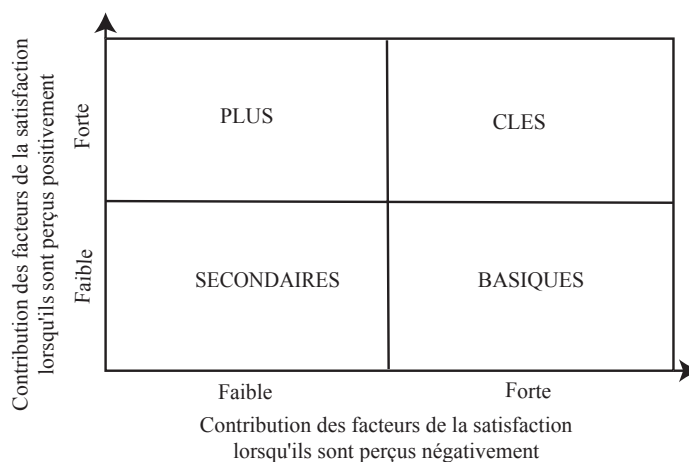 Contribution des facteurs de la satisfaction
lorsqu'ils sont perçus positivement
Forte
Faible
PLUS
CLES
SECONDAIRES
BASIQUES
Faible
Forte
Contribution des facteurs de la satisfaction
lorsqu'ils sont perçus négativement